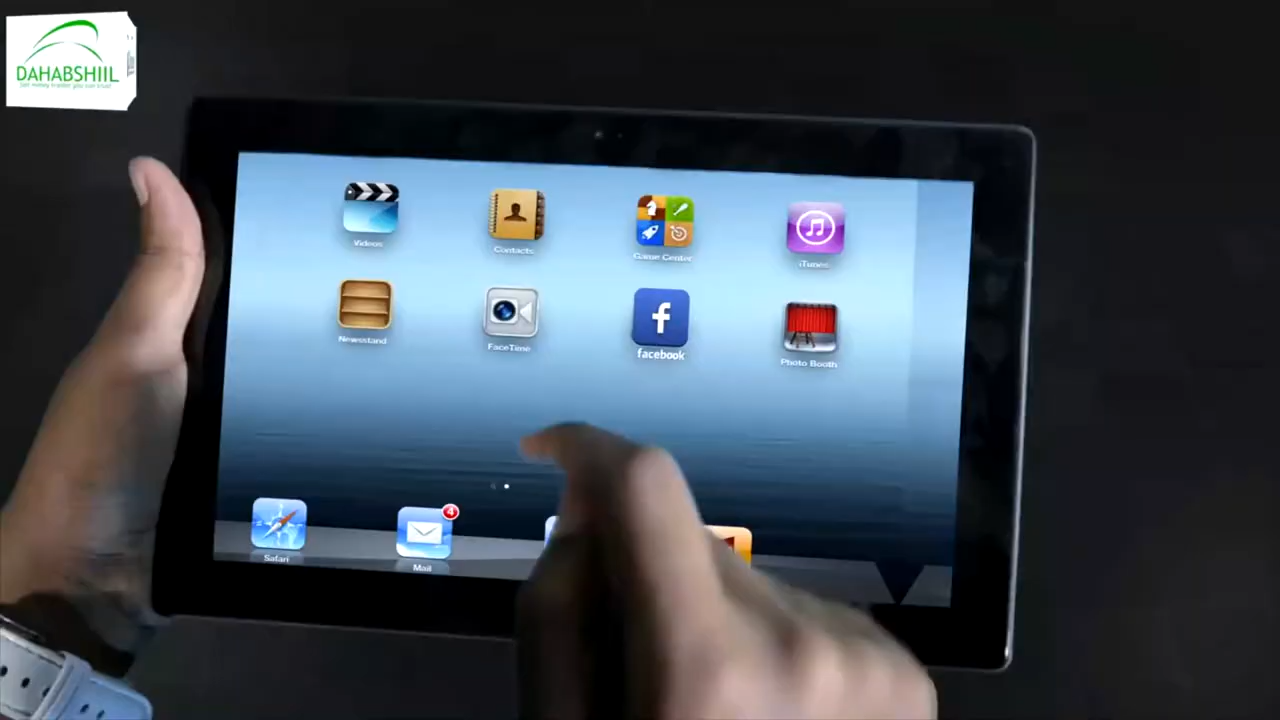 DAHABSHIIL
Videos
Contacts
Game Center
iTunes
Newsstand
FaceTime
f
facebook
Photo Booth
Safari
4
Mail